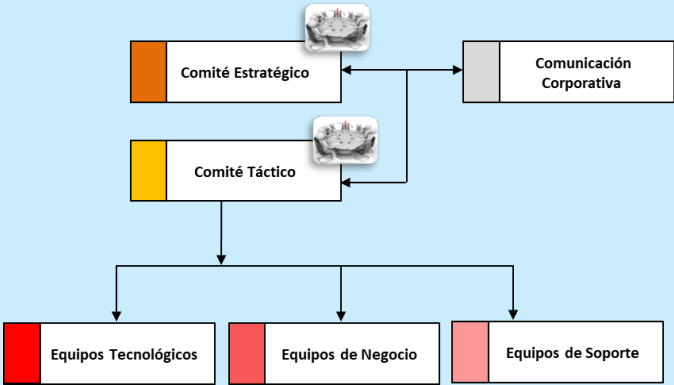 Comité Estratégico
Comunicación
Corporativa
Comité Táctico
Equipos Tecnológicos
Equipos de Negocio
Equipos de Soporte